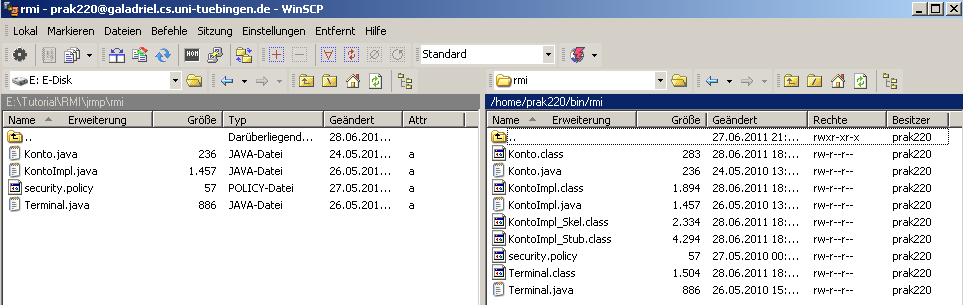 rmi - prak220@galadriel.cs.uni-tuebingen.de - WinSCP
Lokal Markieren Dateien Befehle Sitzung Einstellungen Entfernt Hilfe
Standard
E: E-Disk rmi
E:\Tutorial\RMI\jrmp\rmi /home/prak220/bin/rmi
Name Erweiterung Größe Typ Geändert Attr Name Erweiterung Größe Geändert Rechte Besitzer
.. Darüberliegend... 28.06.201... .. 27.06.2011 21:... rwxr-xr-x prak220
Konto.java 236 JAVA-Datei 24.05.201... a Konto.class 283 28.06.2011 18:... rw-r--r-- prak220
KontoImpl.java 1.457 JAVA-Datei 26.05.201... a Konto.java 236 24.05.2010 13:... rw-r--r-- prak220
security.policy 57 POLICY-Datei 27.05.201... a KontoImpl.class 1.894 28.06.2011 18:... rw-r--r-- prak220
Terminal.java 886 JAVA-Datei 26.05.201... a KontoImpl.java 1.457 26.05.2010 13:... rw-r--r-- prak220
KontoImpl_Skel.class 2.334 28.06.2011 18:... rw-r--r-- prak220
KontoImpl_Stub.class 4.294 28.06.2011 18:... rw-r--r-- prak220
security.policy 57 27.05.2010 00:... rw-r--r-- prak220
Terminal.class 1.504 28.06.2011 18:... rw-r--r-- prak220
Terminal.java 886 26.05.2010 15:... rw-r--r-- prak220